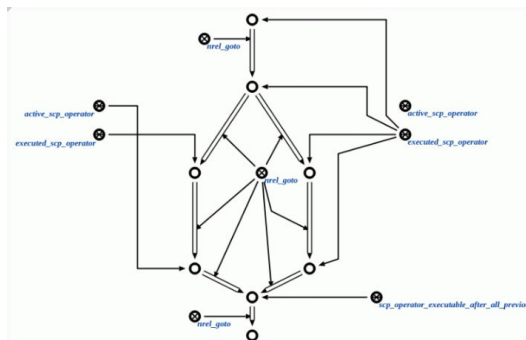 nrel_goto
active_scp_operator
active_scp_operator
executed_scp_operator
executed_scp_operator
nrel_goto
scp_operator_executable_after_all_previo
nrel_goto